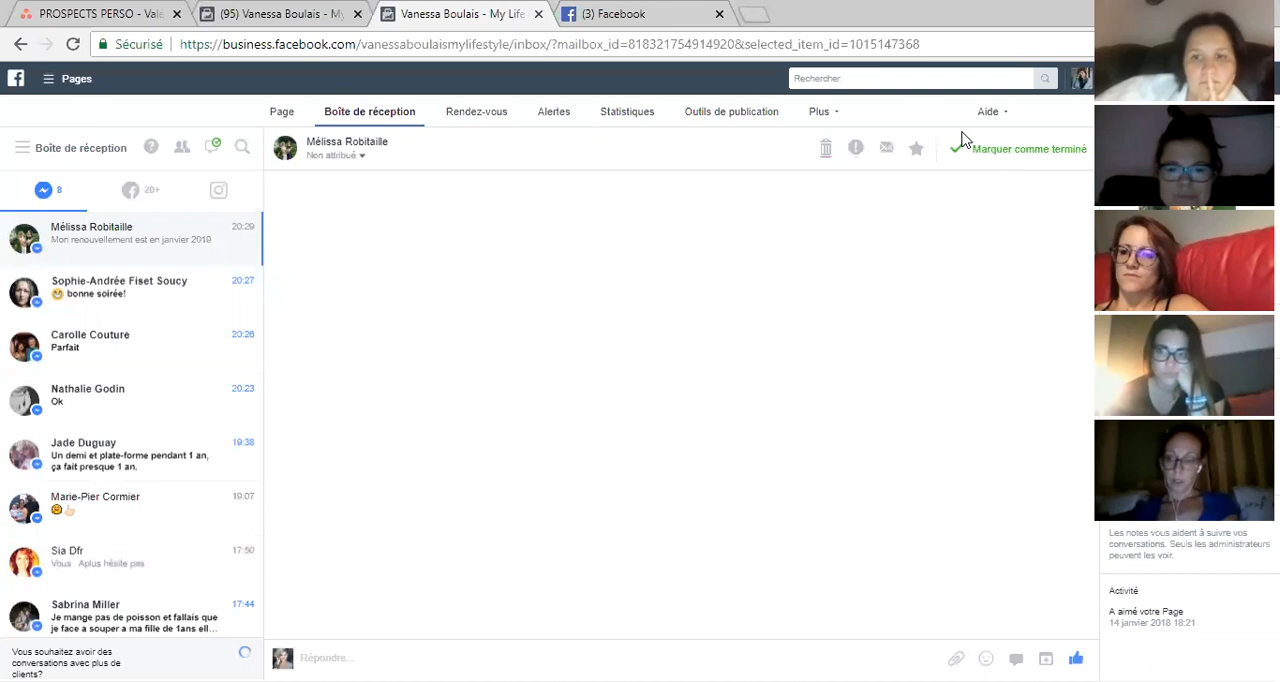 PROSPECTS PERSO - Vale
(95) Vanessa Boulais - My
Vanessa Boulais - My Life
(3) Facebook
Sécurisé
https://business.facebook.com/vanessaboulaismylifestyle/inbox/?mailbox_id=818321754914920&selected_item_id=1015147368
Pages
Rechercher
Page
Boîte de réception
Rendez-vous
Alertes
Statistiques
Outils de publication
Plus
Aide
Boîte de réception
Mélissa Robitaille
Non attribué
Marquer comme terminé
8
20+
Mélissa Robitaille 20:29
Mon renouvellement est en janvier 2019
Sophie-Andrée Fiset Soucy 20:27
bonne soirée!
Carolle Couture 20:26
Parfait
Nathalie Godin 20:23
Ok
Jade Duguay 19:38
Un demi et plate-forme pendant 1 an,
ça fait presque 1 an.
Marie-Pier Cormier 19:07
Sia Dfr 17:50
Vous Aplus hésite pas
Sabrina Miller 17:44
Je mange pas de poisson et fallais que
je face a souper a ma fille de 1ans ell...
Vous souhaitez avoir des
conversations avec plus de
clients?
Répondre...
Les notes vous aident à suivre vos
conversations. Seuls les administrateurs
peuvent les voir.
Activité
A aimé votre Page
14 janvier 2018 18:21